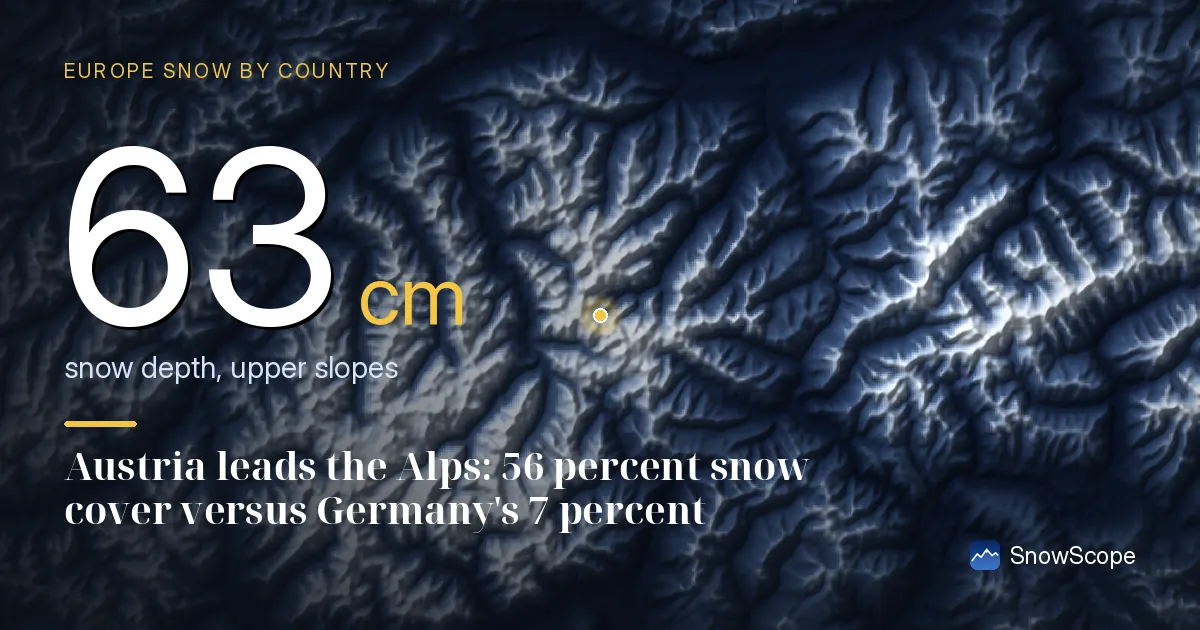 EUROPE SNOW BY COUNTRY
63 cm
snow depth, upper slopes
Austria leads the Alps: 56 percent snow
cover versus Germany's 7 percent
SnowScope